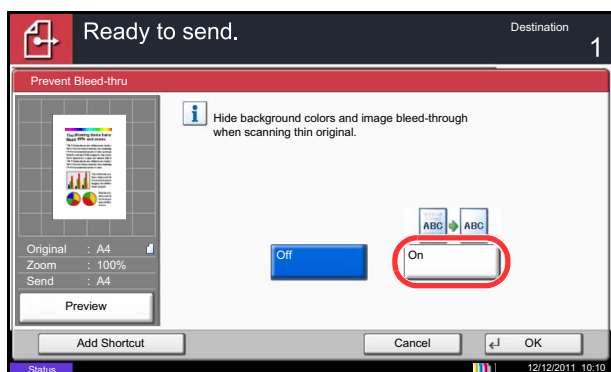 Ready to send.
Destination
1
Prevent Bleed-thru
Hide background colors and image bleed-through
when scanning thin original.
ABC ABC
Off
On
Original : A4
Zoom : 100%
Send : A4
Preview
Add Shortcut
Cancel
OK
Status
12/12/2011 10:10